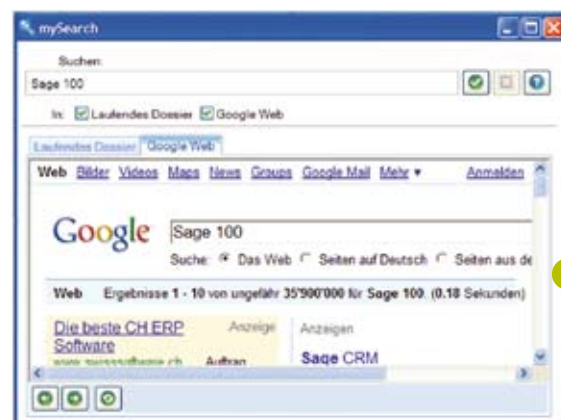 mySearch
Suchen:
Sage 100
In: Laufendes Dossier Google Web
Laufendes Dossier Google Web
Web Bilder Videos Maps News Groups Google Mail Mehr ▼ Anmelden
Google Sage 100
Suche: Das Web Seiten auf Deutsch Seiten aus de
Web Ergebnisse 1 - 10 von ungefähr 35'900'000 für Sage 100. (0.18 Sekunden)
Die beste CH ERP Anzeige Anzeigen
Software
Auftrag Sage CRM